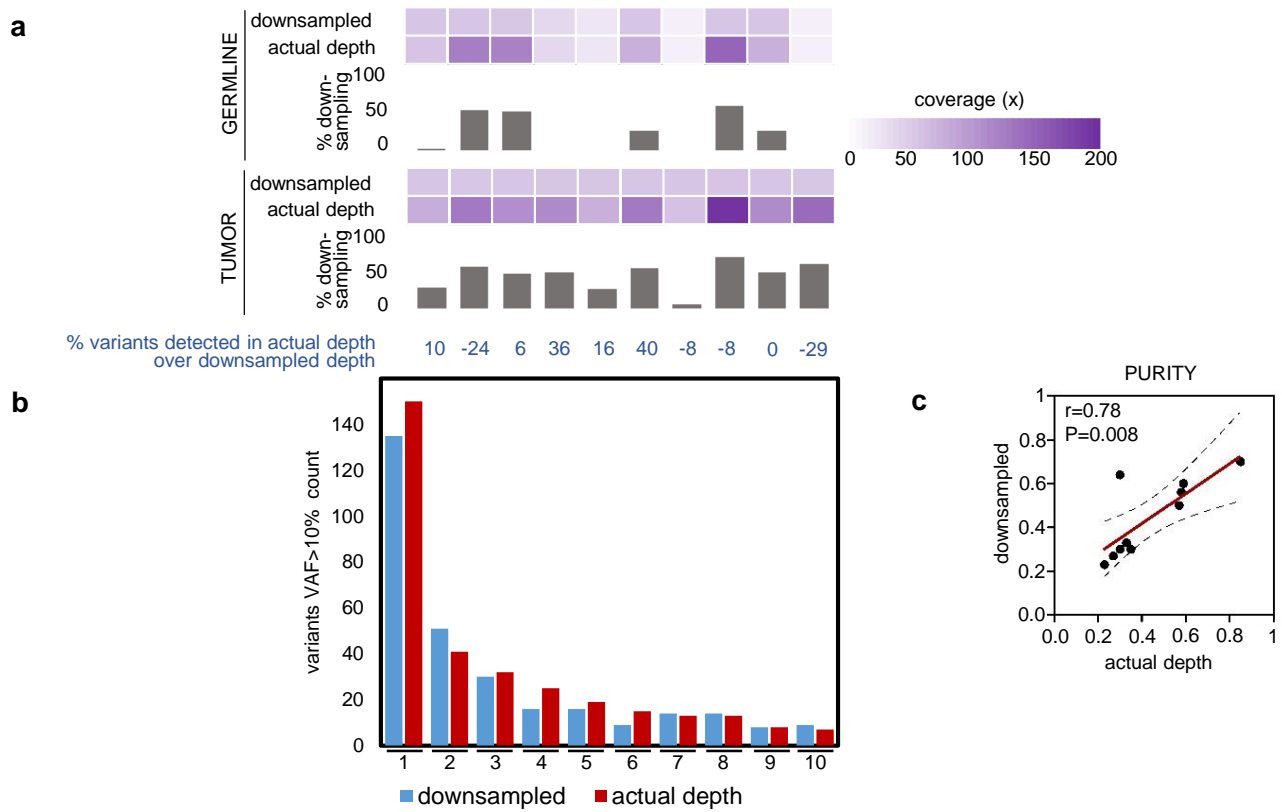 a
GERMLINE
downsampled
actual depth
% down-
sampling
100
50
0
coverage (x)
0 50 100 150 200
TUMOR
downsampled
actual depth
% down-
sampling
100
50
0
% variants detected in actual depth
over downsampled depth
10 -24 6 36 16 40 -8 -8 0 -29
b
variants VAF>10% count
140
120
100
80
60
40
20
0
1 2 3 4 5 6 7 8 9 10
downsampled actual depth
c
PURITY
r=0.78
P=0.008
downsampled
1
0.8
0.6
0.4
0.2
0.0
0.0 0.2 0.4 0.6 0.8 1
actual depth